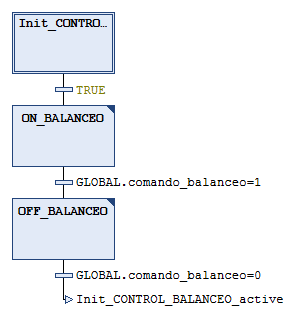 Init_CONTRO…
TRUE
ON_BALANCEO
GLOBAL.comando_balanceo=1
OFF_BALANCEO
GLOBAL.comando_balanceo=0
Init_CONTROL_BALANCEO_active